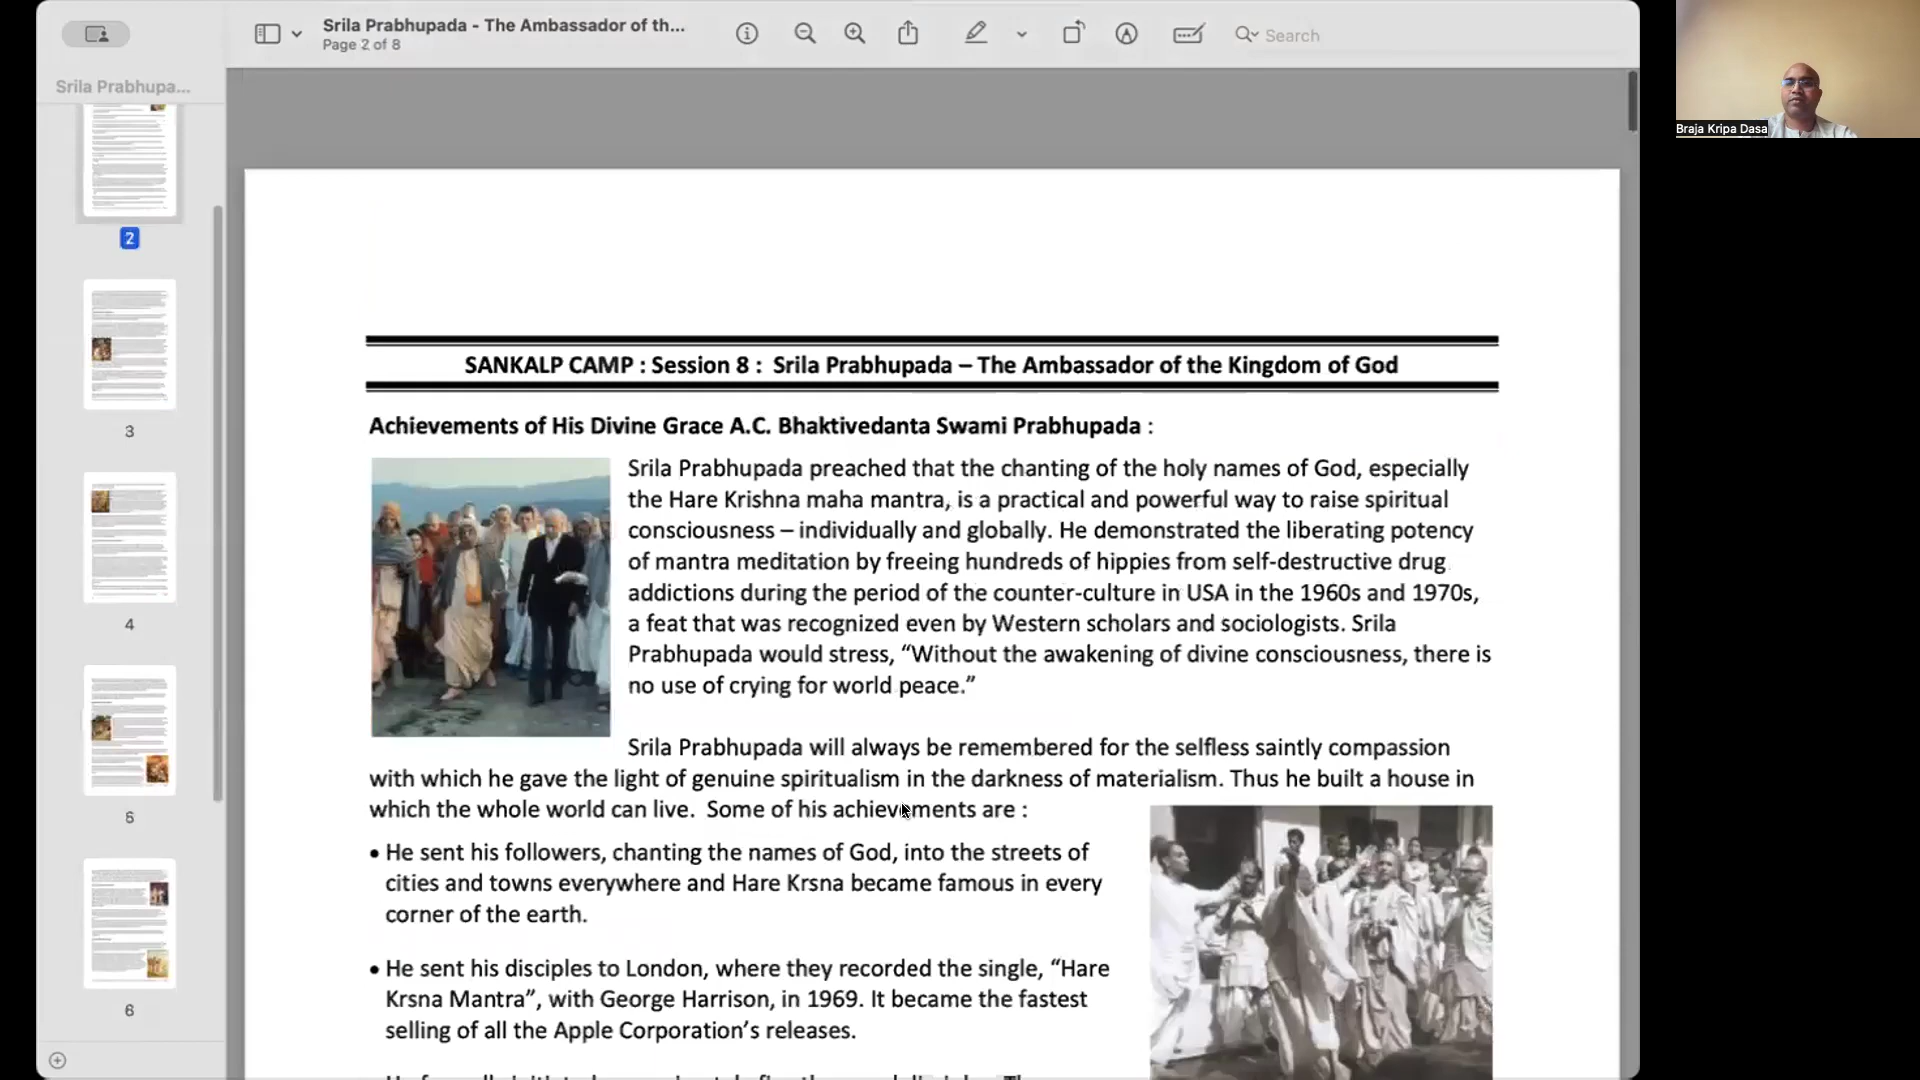 Srila Prabhupada - The Ambassador of th...
Page 2 of 8
Search
Srila Prabhupa...
2
3
4
5
6
SANKALP CAMP : Session 8 : Srila Prabhupada – The Ambassador of the Kingdom of God
Achievements of His Divine Grace A.C. Bhaktivedanta Swami Prabhupada :
Srila Prabhupada preached that the chanting of the holy names of God, especially
the Hare Krishna maha mantra, is a practical and powerful way to raise spiritual
consciousness – individually and globally. He demonstrated the liberating potency
of mantra meditation by freeing hundreds of hippies from self-destructive drug
addictions during the period of the counter-culture in USA in the 1960s and 1970s,
a feat that was recognized even by Western scholars and sociologists. Srila
Prabhupada would stress, “Without the awakening of divine consciousness, there is
no use of crying for world peace.”
Srila Prabhupada will always be remembered for the selfless saintly compassion
with which he gave the light of genuine spiritualism in the darkness of materialism. Thus he built a house in
which the whole world can live. Some of his achievements are :
• He sent his followers, chanting the names of God, into the streets of
cities and towns everywhere and Hare Krsna became famous in every
corner of the earth.
• He sent his disciples to London, where they recorded the single, “Hare
Krsna Mantra”, with George Harrison, in 1969. It became the fastest
selling of all the Apple Corporation’s releases.
Braja Kripa Dasa